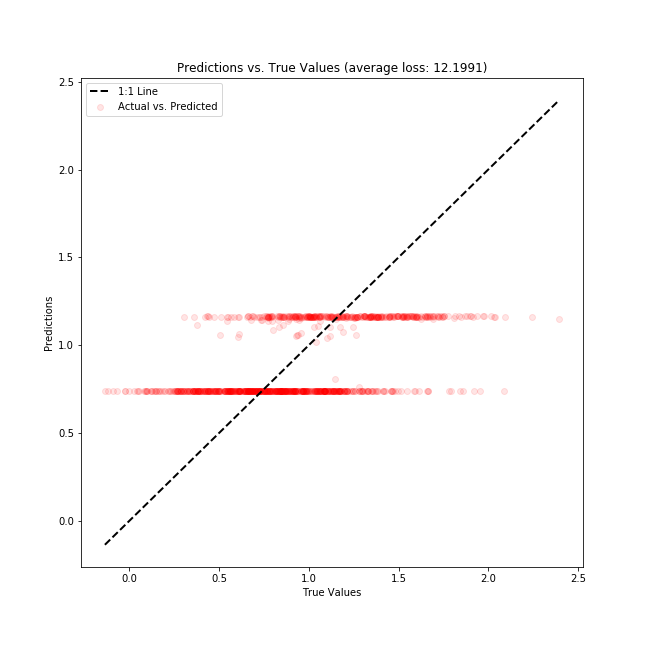 Predictions vs. True Values (average loss: 12.1991)
1:1 Line
Actual vs. Predicted
2.5
2.0
1.5
1.0
0.5
0.0
Predictions
0.0 0.5 1.0 1.5 2.0 2.5
True Values